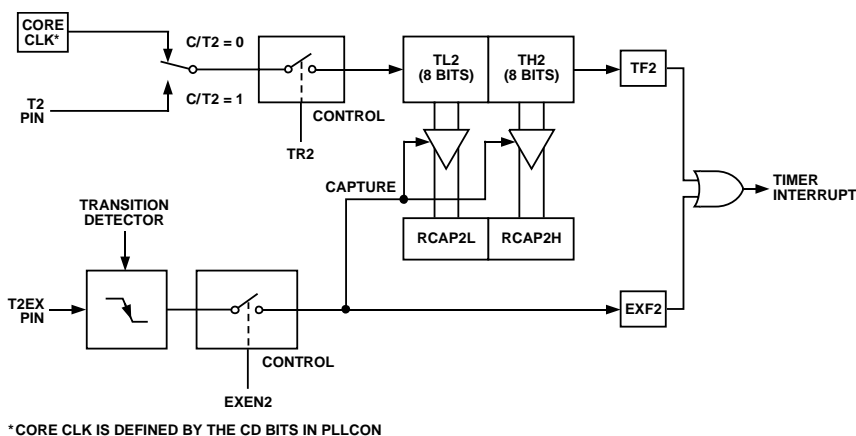 CORE
CLK*
C/T2 = 0
C/T2 = 1
T2
PIN
CONTROL
TR2
TL2
(8 BITS)
TH2
(8 BITS)
TF2
CAPTURE
TIMER
INTERRUPT
RCAP2L
RCAP2H
TRANSITION
DETECTOR
T2EX
PIN
CONTROL
EXEN2
EXF2
*CORE CLK IS DEFINED BY THE CD BITS IN PLLCON